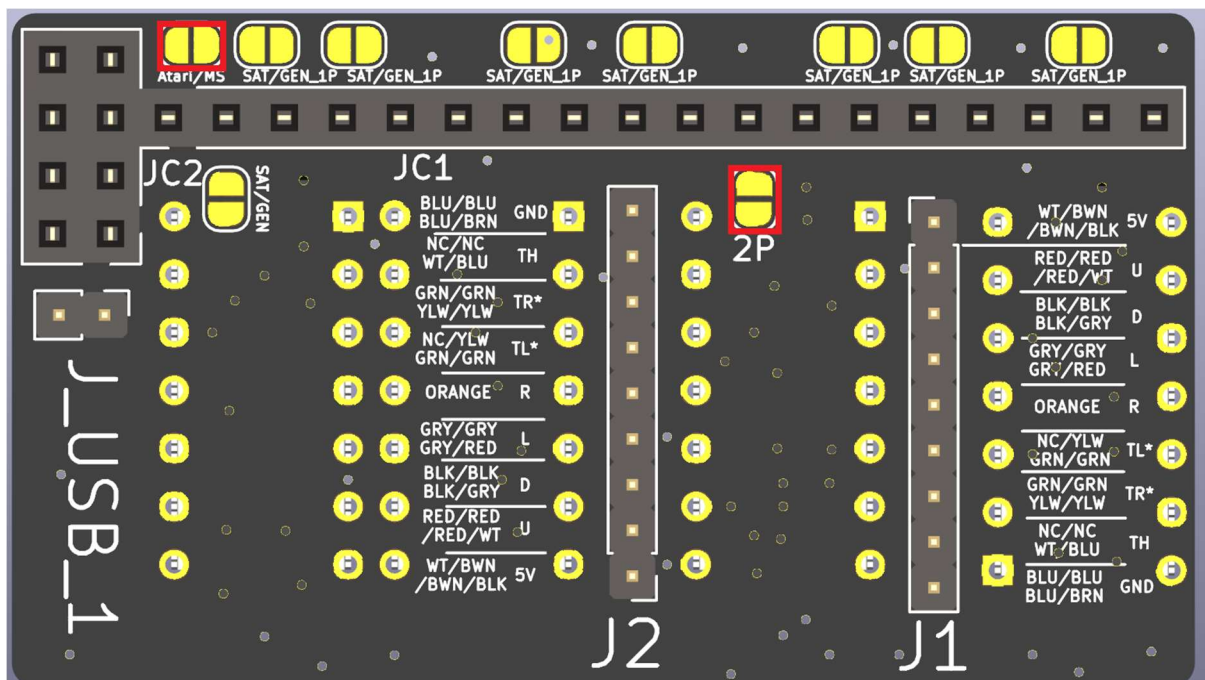 Atari/MS
SAT/GEN_1P
SAT/GEN_1P
SAT/GEN_1P
SAT/GEN_1P
SAT/GEN_1P
SAT/GEN_1P
SAT/GEN_1P
JC2
SAT/GEN
JC1
2P
BLU/BLU
BLU/BRN
GND
NC/NC
WT/BLU
TH
GRN/GRN
YLW/YLW
TR*
NC/YLW
GRN/GRN
TL*
ORANGE R
GRY/GRY
GRY/RED
L
BLK/BLK
BLK/GRY
D
RED/RED
/RED/WT
U
WT/BWN
/BWN/BLK
5V
WT/BWN
/BWN/BLK
5V
RED/RED
/RED/WT
U
BLK/BLK
BLK/GRY
D
GRY/GRY
GRY/RED
L
ORANGE R
NC/YLW
GRN/GRN
TL*
GRN/GRN
YLW/YLW
TR*
NC/NC
WT/BLU
TH
BLU/BLU
BLU/BRN
GND
J_USB_1
J2
J1